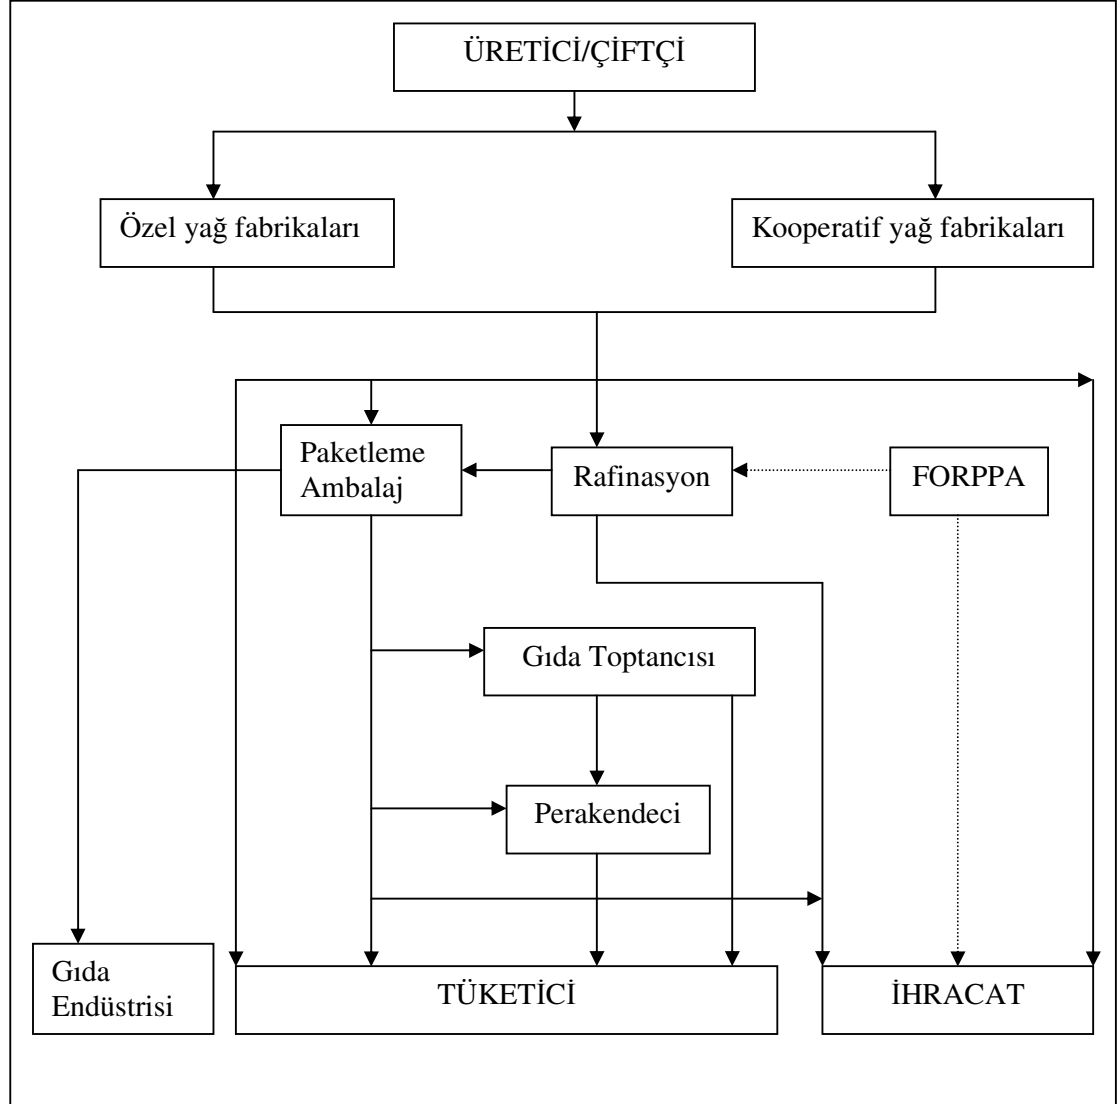 ÜRETİCİ/ÇİFTÇİ
Özel yağ fabrikaları
Kooperatif yağ fabrikaları
Paketleme
Ambalaj
Rafinasyon
FORPPA
Gıda Toptancısı
Perakendeci
Gıda
Endüstrisi
TÜKETİCİ
İHRACAT